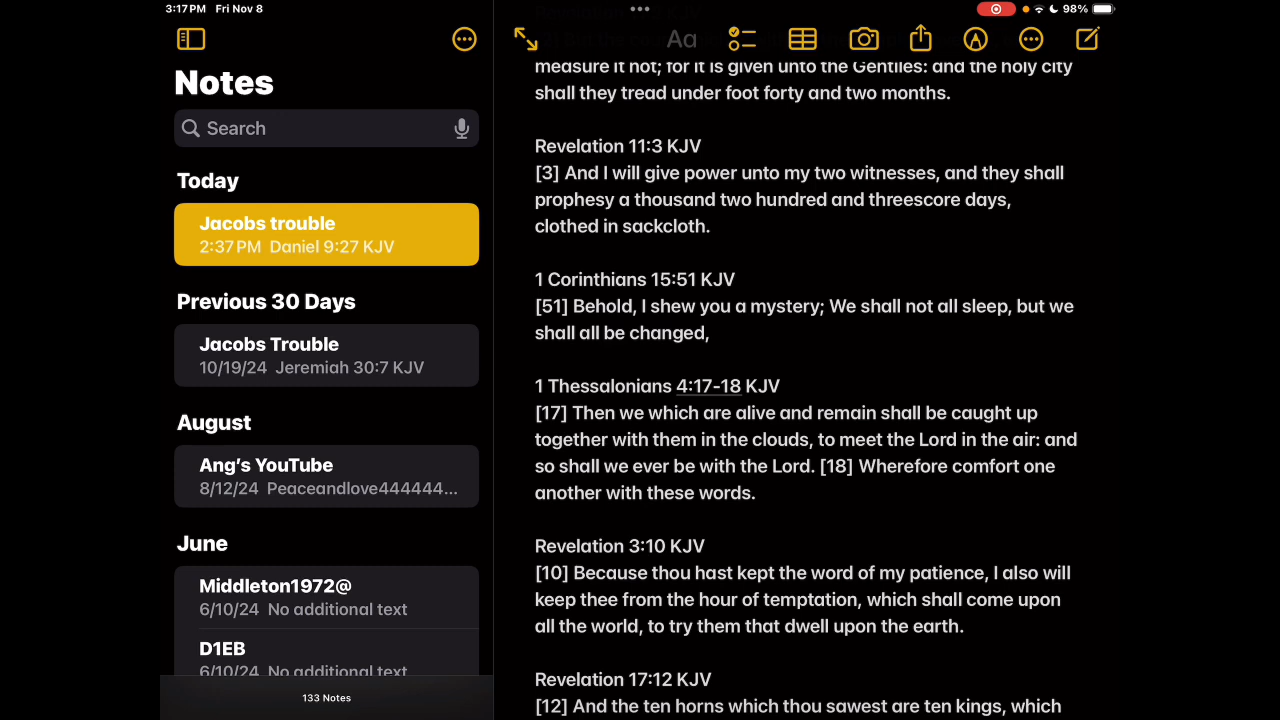 3:17 PM Fri Nov 8
98%
Notes
Search
Today
Jacobs trouble
2:37 PM Daniel 9:27 KJV
Previous 30 Days
Jacobs Trouble
10/19/24 Jeremiah 30:7 KJV
August
Ang's YouTube
8/12/24 Peaceandlove444444...
June
Middleton1972@
6/10/24 No additional text
D1EB
6/10/24 No additional text
133 Notes
Aa
measure it not; for it is given unto the Gentiles: and the holy city
shall they tread under foot forty and two months.
Revelation 11:3 KJV
[3] And I will give power unto my two witnesses, and they shall
prophesy a thousand two hundred and threescore days,
clothed in sackcloth.
1 Corinthians 15:51 KJV
[51] Behold, I shew you a mystery; We shall not all sleep, but we
shall all be changed,
1 Thessalonians 4:17-18 KJV
[17] Then we which are alive and remain shall be caught up
together with them in the clouds, to meet the Lord in the air: and
so shall we ever be with the Lord. [18] Wherefore comfort one
another with these words.
Revelation 3:10 KJV
[10] Because thou hast kept the word of my patience, I also will
keep thee from the hour of temptation, which shall come upon
all the world, to try them that dwell upon the earth.
Revelation 17:12 KJV
[12] And the ten horns which thou sawest are ten kings, which